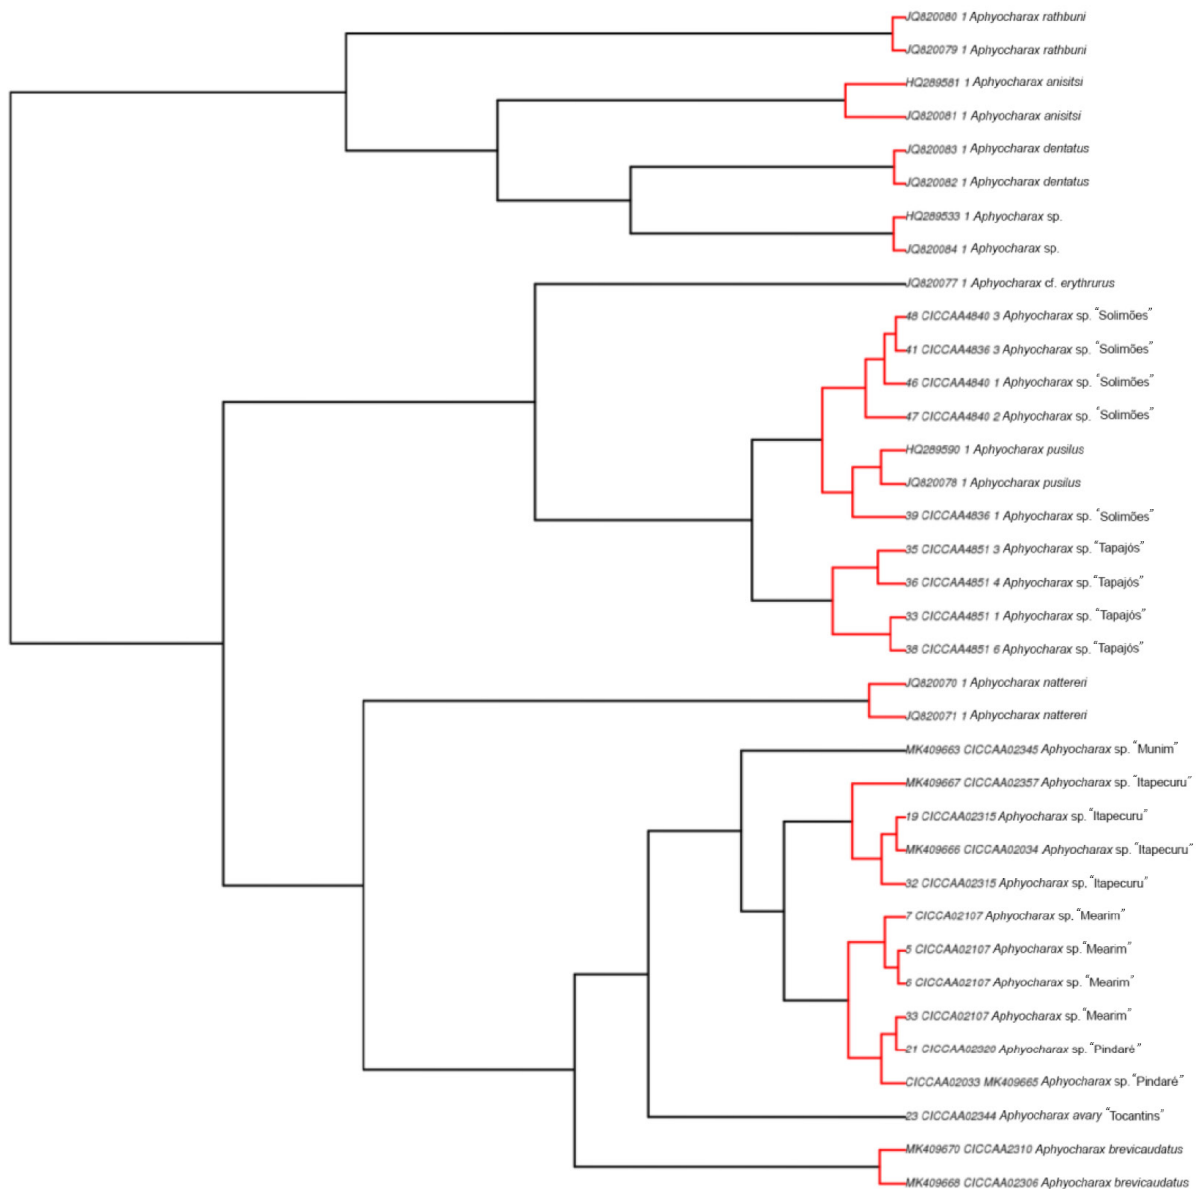 JQ820080 1 Aphyocharax rathbuni
JQ820079 1 Aphyocharax rathbuni
HQ289581 1 Aphyocharax anisitsi
JQ820081 1 Aphyocharax anisitsi
JQ820083 1 Aphyocharax dentatus
JQ820082 1 Aphyocharax dentatus
HQ289533 1 Aphyocharax sp.
JQ820084 1 Aphyocharax sp.
JQ820077 1 Aphyocharax cf. erythrurus
48 CICCAA4840 3 Aphyocharax sp. “Solimões”
41 CICCAA4836 3 Aphyocharax sp. “Solimões”
46 CICCAA4840 1 Aphyocharax sp. “Solimões”
47 CICCAA4840 2 Aphyocharax sp. “Solimões”
HQ289590 1 Aphyocharax pusilus
JQ820078 1 Aphyocharax pusilus
39 CICCAA4836 1 Aphyocharax sp. “Solimões”
35 CICCAA4851 3 Aphyocharax sp. “Tapajós”
36 CICCAA4851 4 Aphyocharax sp. “Tapajós”
33 CICCAA4851 1 Aphyocharax sp. “Tapajós”
38 CICCAA4851 6 Aphyocharax sp. “Tapajós”
JQ820070 1 Aphyocharax nattereri
JQ820071 1 Aphyocharax nattereri
MK409663 CICCAA02345 Aphyocharax sp. “Munim”
MK409667 CICCAA02357 Aphyocharax sp. “Itapecuru”
19 CICCAA02315 Aphyocharax sp. “Itapecuru”
MK409666 CICCAA02034 Aphyocharax sp. “Itapecuru”
32 CICCAA02315 Aphyocharax sp. “Itapecuru”
7 CICCA02107 Aphyocharax sp. “Mearim”
5 CICCAA02107 Aphyocharax sp. “Mearim”
6 CICCAA02107 Aphyocharax sp. “Mearim”
33 CICCA02107 Aphyocharax sp. “Mearim”
21 CICCAA02320 Aphyocharax sp. “Pindaré”
CICCAA02033 MK409665 Aphyocharax sp. “Pindaré”
23 CICCAA02344 Aphyocharax avary “Tocantins”
MK409670 CICCAA2310 Aphyocharax brevicaudatus
MK409668 CICCAA02306 Aphyocharax brevicaudatus